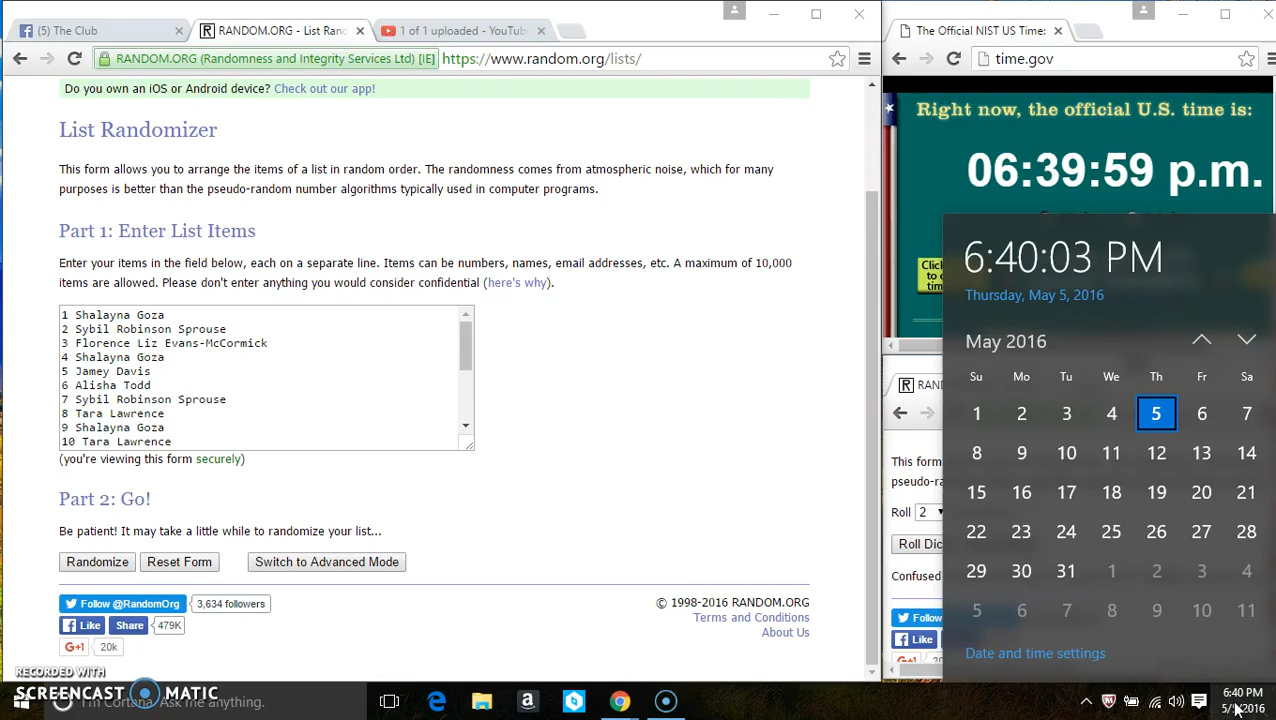 (5) The Club
RANDOM.ORG - List Rand
1 of 1 uploaded - YouTub
RANDOM.ORG (Randomness and Integrity Services Ltd) [IE]
https://www.random.org/lists/
Do you own an iOS or Android device? Check out our app!
List Randomizer
This form allows you to arrange the items of a list in random order. The randomness comes from atmospheric noise, which for many
purposes is better than the pseudo-random number algorithms typically used in computer programs.
Part 1: Enter List Items
Enter your items in the field below, each on a separate line. Items can be numbers, names, email addresses, etc. A maximum of 10,000
items are allowed. Please don't enter anything you would consider confidential (here's why).
1 Shalayna Goza
2 Sybil Robinson Sprouse
3 Florence Liz Evans-McCormick
4 Shalayna Goza
5 Jamey Davis
6 Alisha Todd
7 Sybil Robinson Sprouse
8 Tara Lawrence
9 Shalayna Goza
10 Tara Lawrence
(you're viewing this form securely)
Part 2: Go!
Be patient! It may take a little while to randomize your list...
Randomize
Reset Form
Switch to Advanced Mode
Follow @RandomOrg
3,634 followers
Like
Share
479K
G+1
20k
© 1998-2016 RANDOM.ORG
Terms and Conditions
About Us
The Official NIST US Time:
time.gov
Right now, the official U.S. time is:
06:39:59 p.m.
Click
to c
tim
RAN
This form
pseudo-ra
Roll 2
Roll Dic
Confused
Follow
Like
6:40:03 PM
Thursday, May 5, 2016
May 2016
Su Mo Tu We Th Fr Sa
1 2 3 4 5 6 7
8 9 10 11 12 13 14
15 16 17 18 19 20 21
22 23 24 25 26 27 28
29 30 31 1 2 3 4
5 6 7 8 9 10 11
Date and time settings
RECORDED WITH
SCREENCAST MATIC
I'm Cortana. Ask me anything.
6:40 PM
5/5/2016